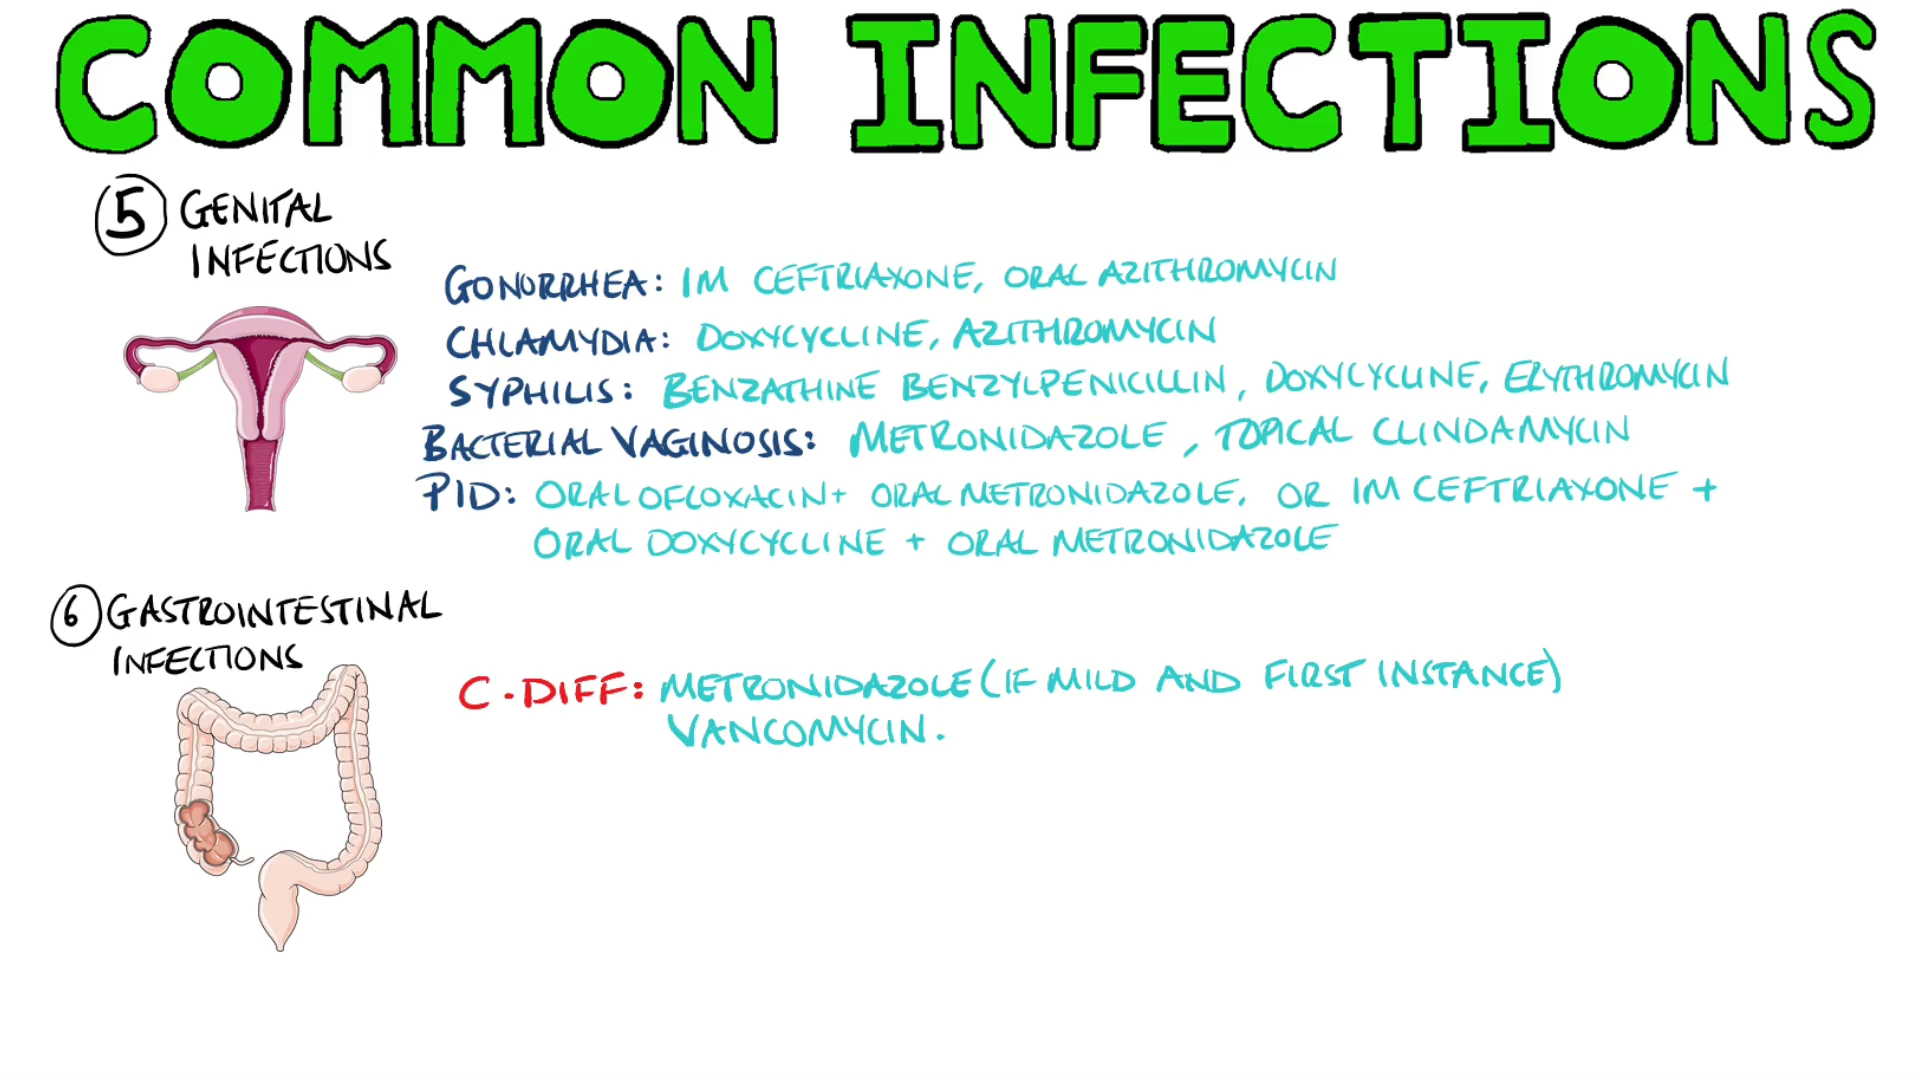 COMMON INFECTIONS
5 GENITAL
INFECTIONS
GONORRHEA: IM CEFTRIAXONE, ORAL AZITHROMYCIN
CHLAMYDIA: DOXYCYCLINE, AZITHROMYCIN
SYPHILIS: BENZATHINE BENZYLPENICILLIN, DOXYCYCLINE, ERYTHROMYCIN
BACTERIAL VAGINOSIS: METRONIDAZOLE, TOPICAL CLINDAMYCIN
PID: ORAL OFLOXACIN + ORAL METRONIDAZOLE. OR IM CEFTRIAXONE +
ORAL DOXYCYCLINE + ORAL METRONIDAZOLE
6 GASTROINTESTINAL
INFECTIONS
C-DIFF: METRONIDAZOLE (IF MILD AND FIRST INSTANCE)
VANCOMYCIN.